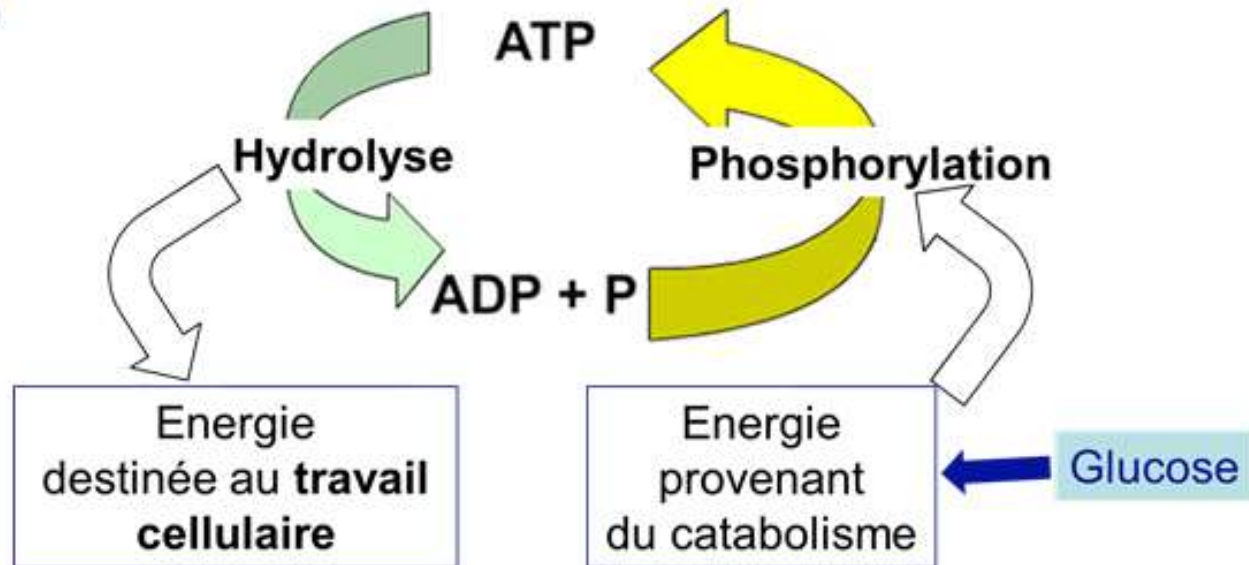 ATP
Hydrolyse
Phosphorylation
ADP + P
Energie
destinée au travail
cellulaire
Energie
provenant
du catabolisme
Glucose